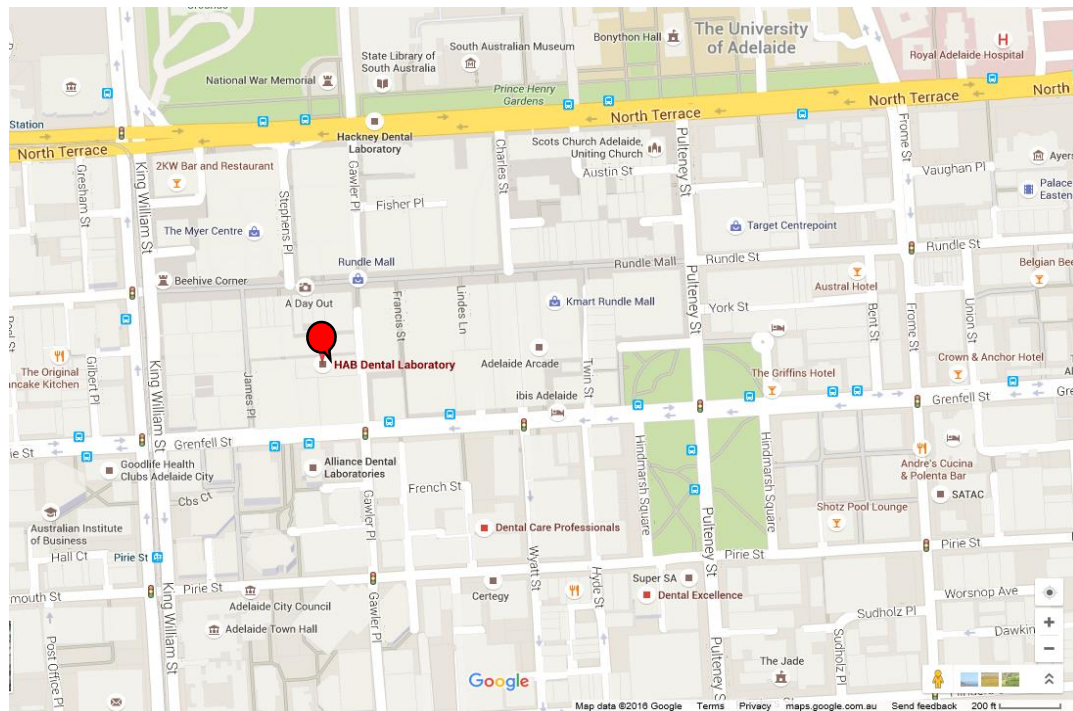 Grounds
Bonython Hall
The University
of Adelaide
H
Royal Adelaide Hospital
South Australian Museum
State Library of
South Australia
National War Memorial
Prince Henry
Gardens
Station
North Terrace
North Terrace
North Terrace
North Terrace
North
Hackney Dental
Laboratory
2KW Bar and Restaurant
Scots Church Adelaide,
Uniting Church
Austin St
Gresham St
King William St
Stephens Pl
Gawler Pl
Charles St
Pulteney St
Frome St
Vaughan Pl
Ayers
Palace
Eastend
Fisher Pl
The Myer Centre
Target Centrepoint
Rundle St
Rundle St
Rundle Mall
Rundle Mall
Belgian Bee
Beehive Corner
A Day Out
Austral Hotel
Francis St
Lindes Ln
Kmart Rundle Mall
York St
Pulteney St
Bent St
Frome St
Union St
HAB Dental Laboratory
Adelaide Arcade
Twin St
The Original
ancake Kitchen
Gilbert Pl
King William St
James Pl
Crown & Anchor Hotel
The Griffins Hotel
ibis Adelaide
Grenfell St
Gre
Grenfell St
Hindmarsh Square
Hindmarsh Square
Goodlife Health
Clubs Adelaide City
Cbs Ct
Alliance Dental
Laboratories
French St
Gawler Pl
Andre's Cucina
& Polenta Bar
SATAC
Shotz Pool Lounge
Australian Institute
of Business
Dental Care Professionals
Hall Ct
Pirie St
Pirie St
Pirie St
Pirie St
Pulteney St
Wyatt St
Hyde St
Super SA
Dental Excellence
Certegy
mouth St
Adelaide City Council
Adelaide Town Hall
King William St
Gawler Pl
Post Office Pl
Worsnop Ave
Sudholz Pl
Sudholz Pl
Dawkin
Pulteney St
The Jade
Google
Map data ©2016 Google Terms Privacy maps.google.com.au Send feedback 200 ft